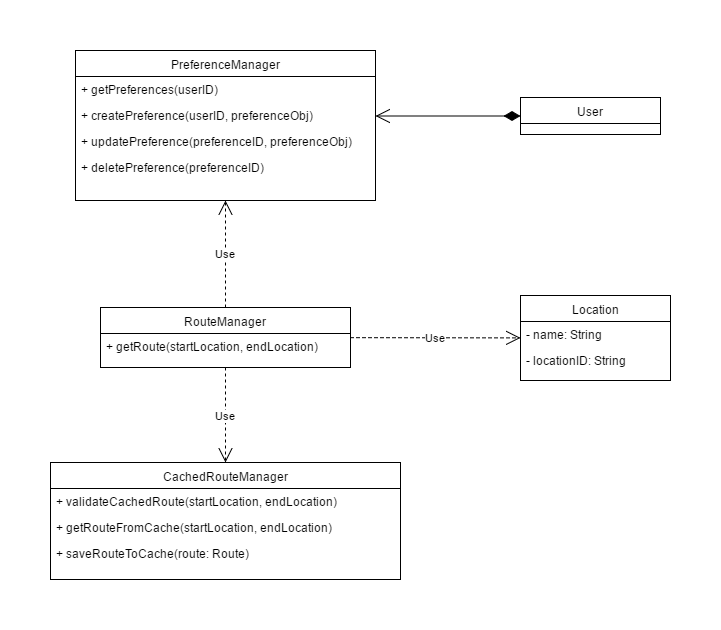 PreferenceManager
+ getPreferences(userID)
+ createPreference(userID, preferenceObj)
+ updatePreference(preferenceID, preferenceObj)
+ deletePreference(preferenceID)
User
Use
RouteManager
+ getRoute(startLocation, endLocation)
Use
Location
- name: String
- locationID: String
Use
CachedRouteManager
+ validateCachedRoute(startLocation, endLocation)
+ getRouteFromCache(startLocation, endLocation)
+ saveRouteToCache(route: Route)